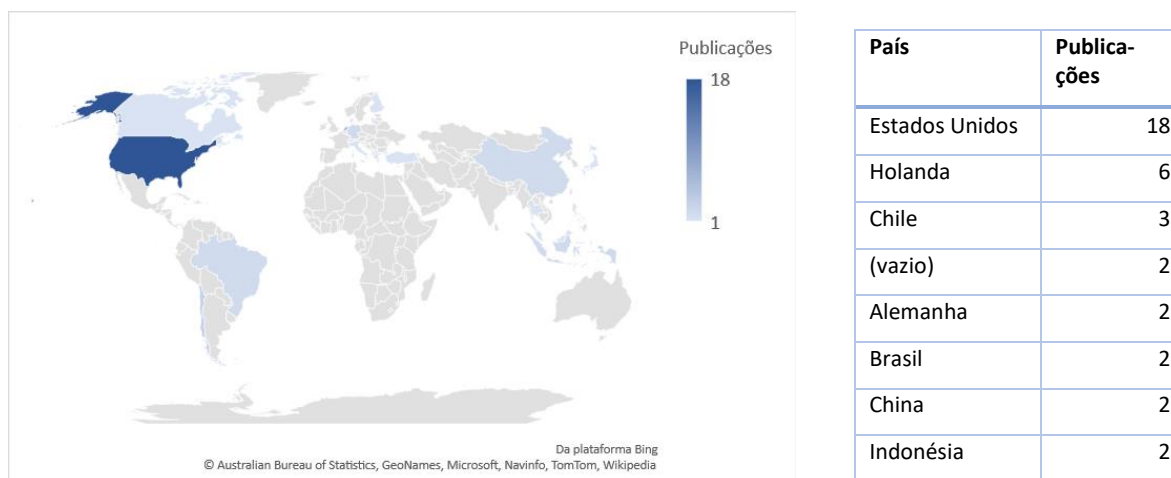 Publicações
18
1
Da plataforma Bing
© Australian Bureau of Statistics, GeoNames, Microsoft, Navinfo, TomTom, Wikipedia
País Publica-
ções
Estados Unidos 18
Holanda 6
Chile 3
(vazio) 2
Alemanha 2
Brasil 2
China 2
Indonésia 2